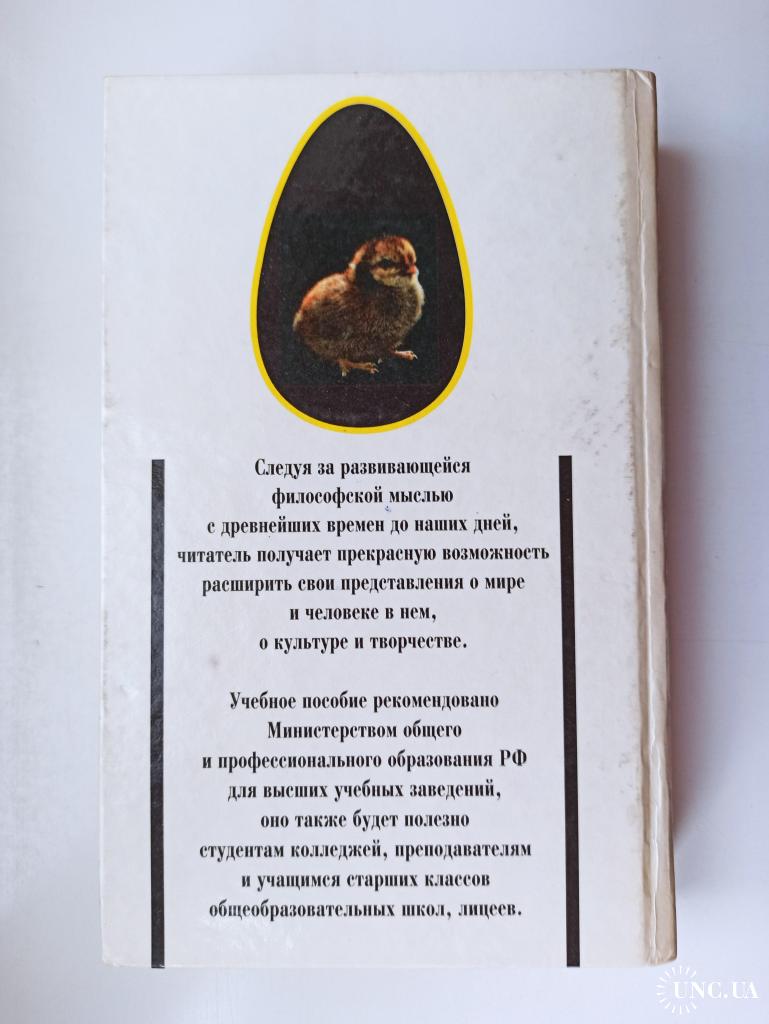 Следуя за развивающейся
философской мыслью
с древнейших времен до наших дней,
читатель получает прекрасную возможность
расширить свои представления о мире
и человеке в нем,
о культуре и творчестве.
Учебное пособие рекомендовано
Министерством общего
и профессионального образования РФ
для высших учебных заведений,
оно также будет полезно
студентам колледжей, преподавателям
и учащимся старших классов
общеобразовательных школ, лицеев.
UNC.UA